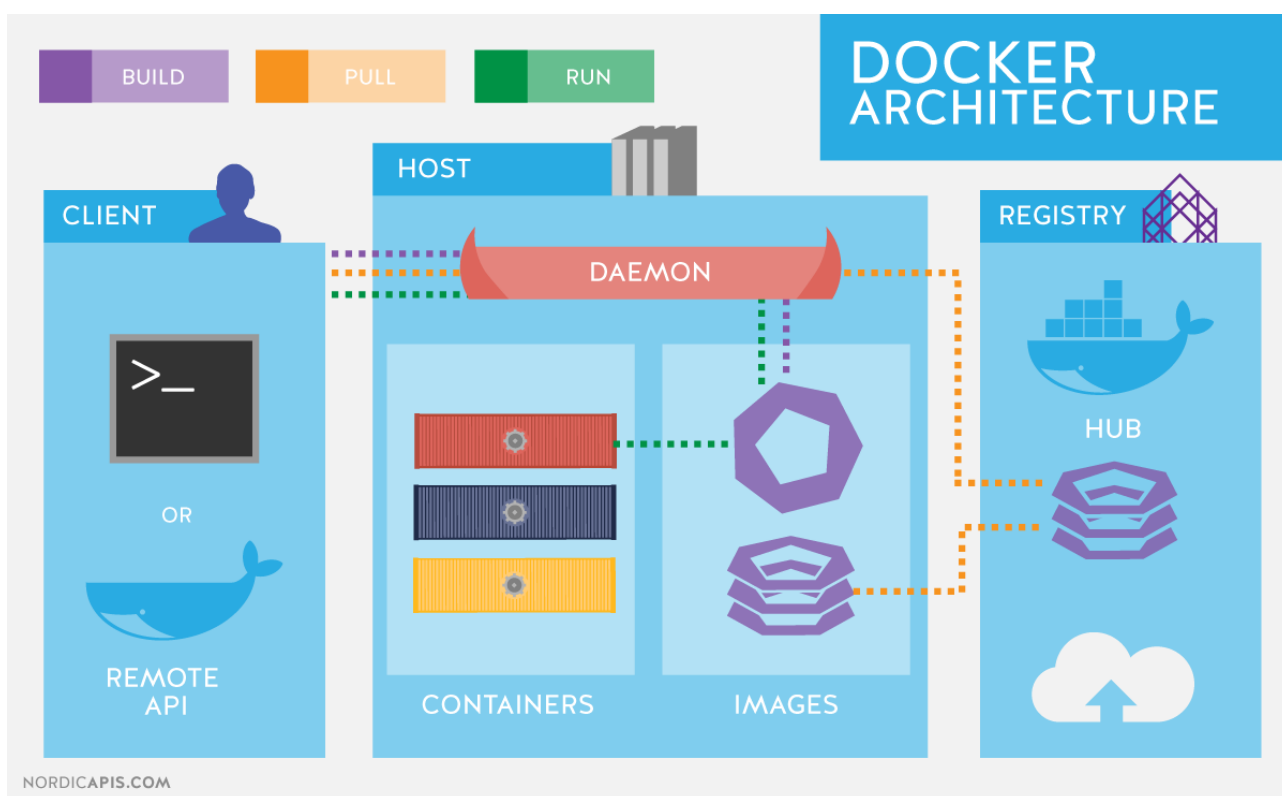 BUILD
PULL
RUN
DOCKER
ARCHITECTURE
CLIENT
HOST
REGISTRY
DAEMON
>_
OR
REMOTE
API
CONTAINERS
IMAGES
HUB
NORDICAPIS.COM